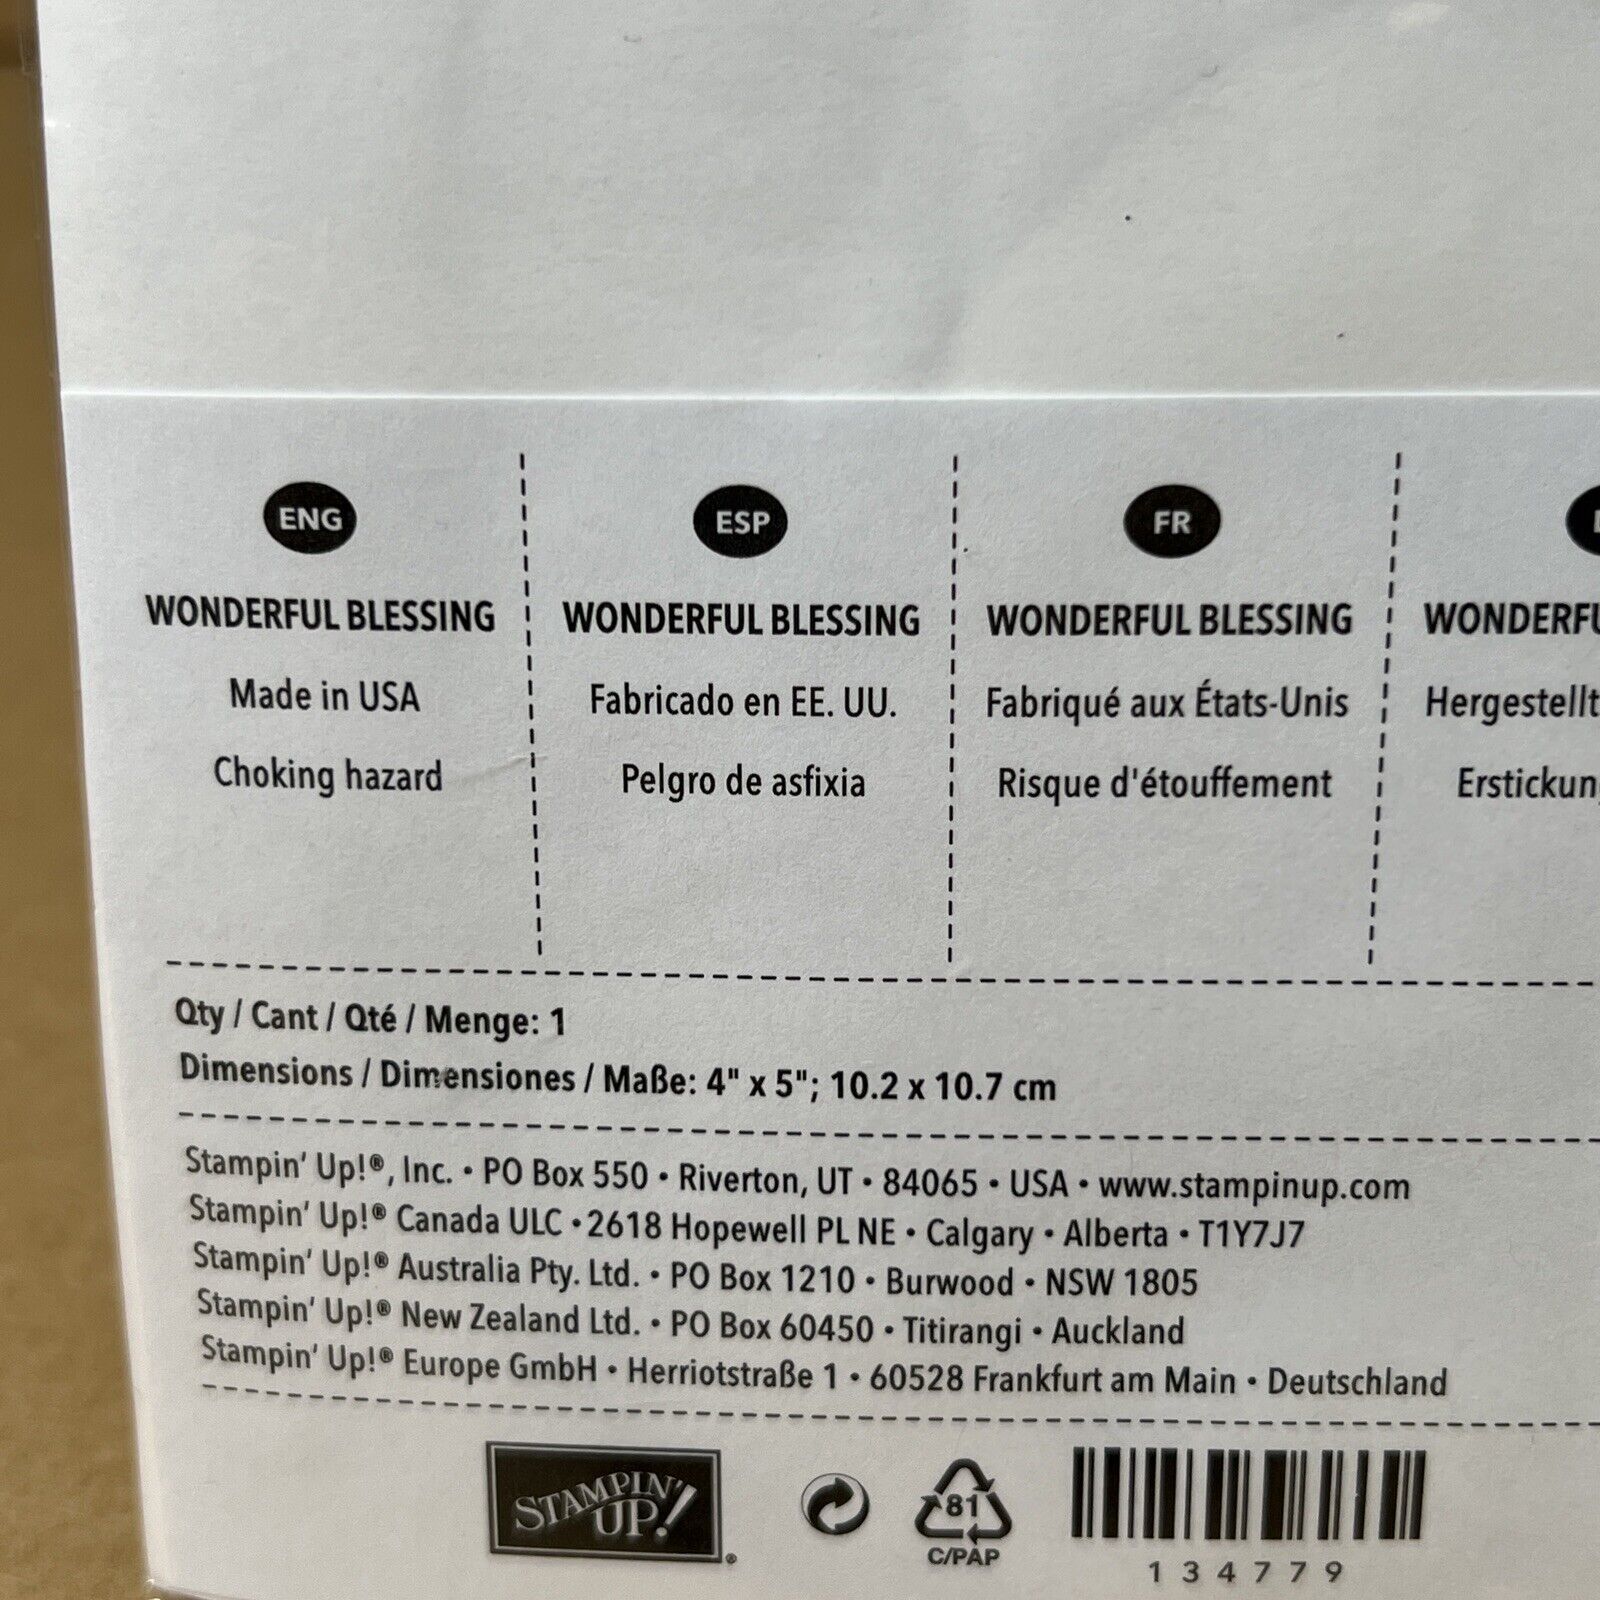 ENG
WONDERFUL BLESSING
Made in USA
Choking hazard
ESP
WONDERFUL BLESSING
Fabricado en EE. UU.
Pelgro de asfixia
FR
WONDERFUL BLESSING
Fabriqué aux États-Unis
Risque d'étouffement
Hergestellt
Qty / Cant / Qté / Menge: 1
Dimensions / Dimensiones / Maße: 4" x 5"; 10.2 x 10.7 cm
Stampin' Up!®, Inc. • PO Box 550 • Riverton, UT • 84065 • USA • www.stampinup.com
Stampin' Up!® Canada ULC • 2618 Hopewell PL NE • Calgary • Alberta • T1Y7J7
Stampin' Up!® Australia Pty. Ltd. • PO Box 1210 • Burwood • NSW 1805
Stampin' Up!® New Zealand Ltd. • PO Box 60450 • Titirangi • Auckland
Stampin' Up!® Europe GmbH • Herriotstraße 1 • 60528 Frankfurt am Main • Deutschland
STAMPIN' UP!®
81
C/PAP
134779